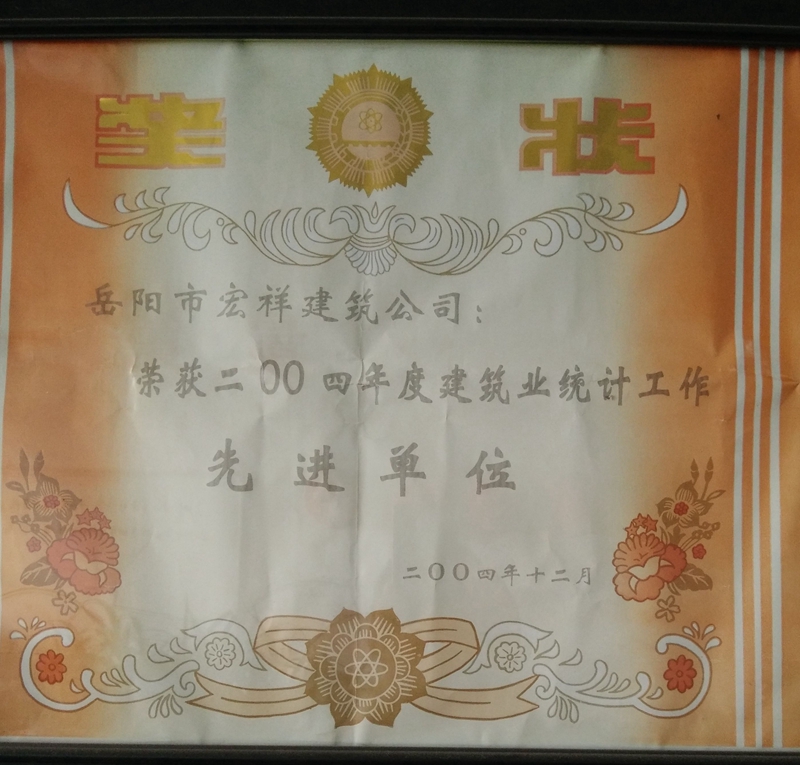 奖状
岳阳市宏祥建筑公司：
荣获二00四年度建筑业统计工作
先进单位
二00四年十二月